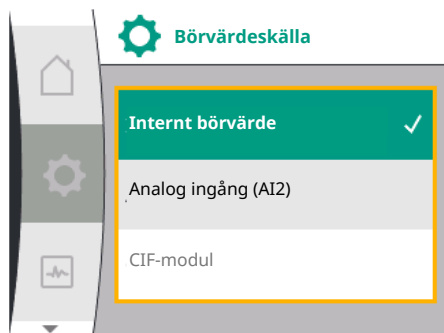 Börvärdeskälla
Internt börvärde
Analog ingång (AI2)
CIF-modul